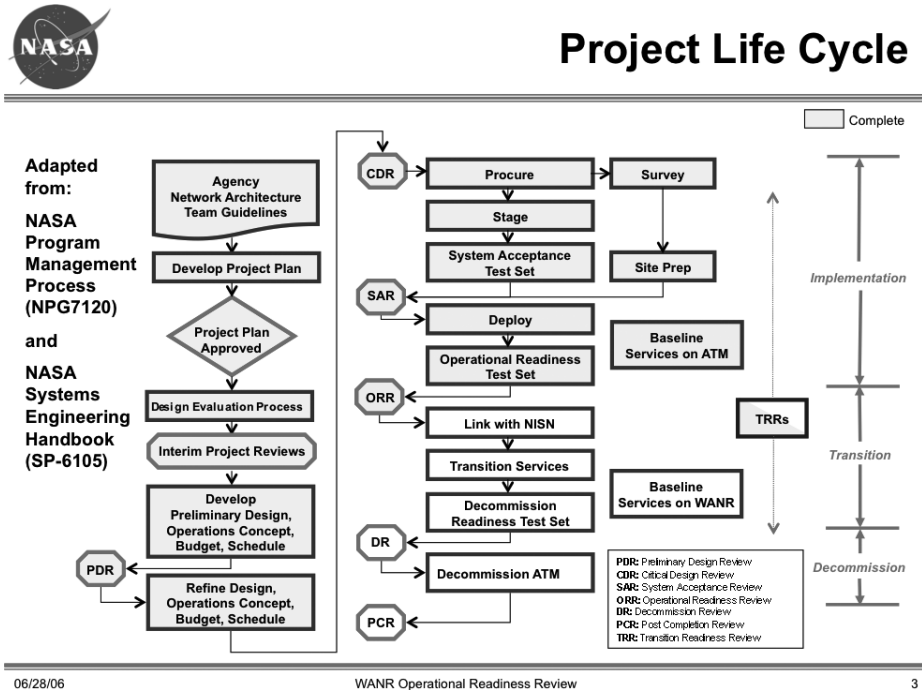 NASA
Project Life Cycle
Complete
Adapted
from:
NASA
Program
Management
Process
(NPG7120)
and
NASA
Systems
Engineering
Handbook
(SP-6105)
Agency
Network Architecture
Team Guidelines
Develop Project Plan
Project Plan
Approved
Design Evaluation Process
Interim Project Reviews
Develop
Preliminary Design,
Operations Concept,
Budget, Schedule
PDR
Refine Design,
Operations Concept,
Budget, Schedule
CDR
Procure
Survey
Stage
System Acceptance
Test Set
Site Prep
SAR
Deploy
Operational Readiness
Test Set
Baseline
Services on ATM
ORR
Link with NISN
Transition Services
Decommission
Readiness Test Set
Baseline
Services on WANR
DR
Decommission ATM
PCR
TRRs
Implementation
Transition
Decommission
PDR: Preliminary Design Review
CDR: Critical Design Review
SAR: System Acceptance Review
ORR: Operational Readiness Review
DR: Decommission Review
PCR: Post Completion Review
TRR: Transition Readiness Review
06/28/06
WANR Operational Readiness Review
3